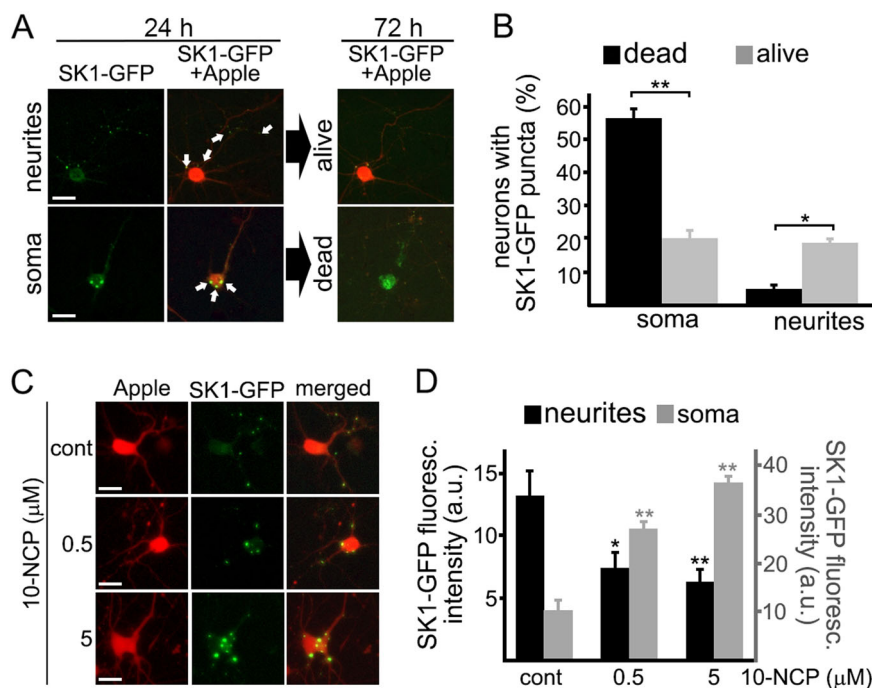 A
24 h
72 h
SK1-GFP
SK1-GFP
+Apple
SK1-GFP
+Apple
neurites
alive
soma
dead
B
dead
alive
neurons with
SK1-GFP puncta (%)
60
50
40
30
20
10
**
*
soma
neurites
C
Apple
SK1-GFP
merged
10-NCP (µM)
cont
0.5
5
D
neurites
soma
SK1-GFP fluoresc.
intensity (a.u.)
15
10
5
*
**
**
**
40
30
20
10
SK1-GFP fluoresc.
intensity (a.u.)
cont
0.5
5
10-NCP (µM)